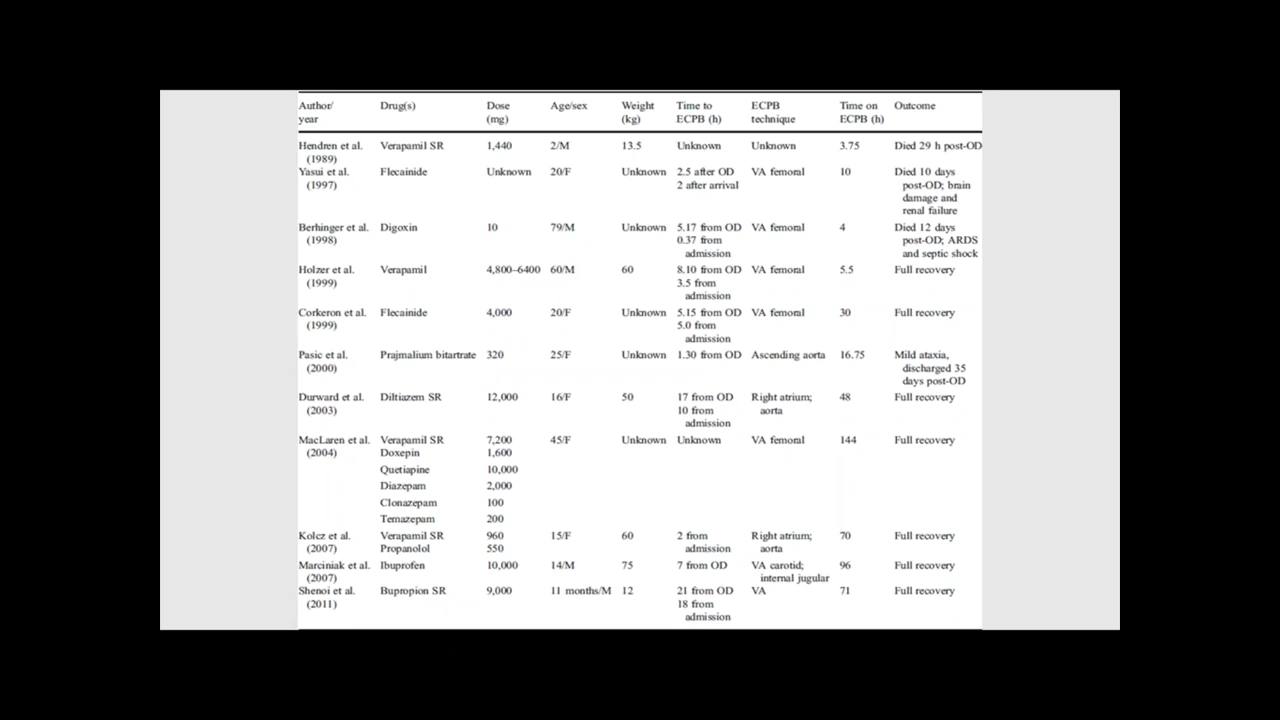 Author/ Drug(s) Dose Age/sex Weight Time to ECPB Time on Outcome
year (mg) (kg) ECPB (h) technique ECPB (h)
Hendren et al. Verapamil SR 1,440 2/M 13.5 Unknown Unknown 3.75 Died 29 h post-OD
(1989)
Yasui et al. Flecainide Unknown 20/F Unknown 2.5 after OD VA femoral 10 Died 10 days
(1997) 2 after arrival post-OD; brain
damage and
renal failure
Berhinger et al. Digoxin 10 79/M Unknown 5.17 from OD VA femoral 4 Died 12 days
(1998) 0.37 from post-OD; ARDS
admission and septic shock
Holzer et al. Verapamil 4,800–6400 60/M 60 8.10 from OD VA femoral 5.5 Full recovery
(1999) 3.5 from
admission
Corkeron et al. Flecainide 4,000 20/F Unknown 5.15 from OD VA femoral 30 Full recovery
(1999) 5.0 from
admission
Pasic et al. Prajmalium bitartrate 320 25/F Unknown 1.30 from OD Ascending aorta 16.75 Mild ataxia,
(2000) discharged 35
days post-OD
Durward et al. Diltiazem SR 12,000 16/F 50 17 from OD Right atrium; 48 Full recovery
(2003) 10 from aorta
admission
MacLaren et al. Verapamil SR 7,200 45/F Unknown Unknown VA femoral 144 Full recovery
(2004) Doxepin 1,600
Quetiapine 10,000
Diazepam 2,000
Clonazepam 100
Temazepam 200
Kolcz et al. Verapamil SR 960 15/F 60 2 from Right atrium; 70 Full recovery
(2007) Propanolol 550 admission aorta
Marciniak et al. Ibuprofen 10,000 14/M 75 7 from OD VA carotid; 96 Full recovery
(2007) internal jugular
Shenoi et al. Bupropion SR 9,000 11 months/M 12 21 from OD VA 71 Full recovery
(2011) 18 from
admission